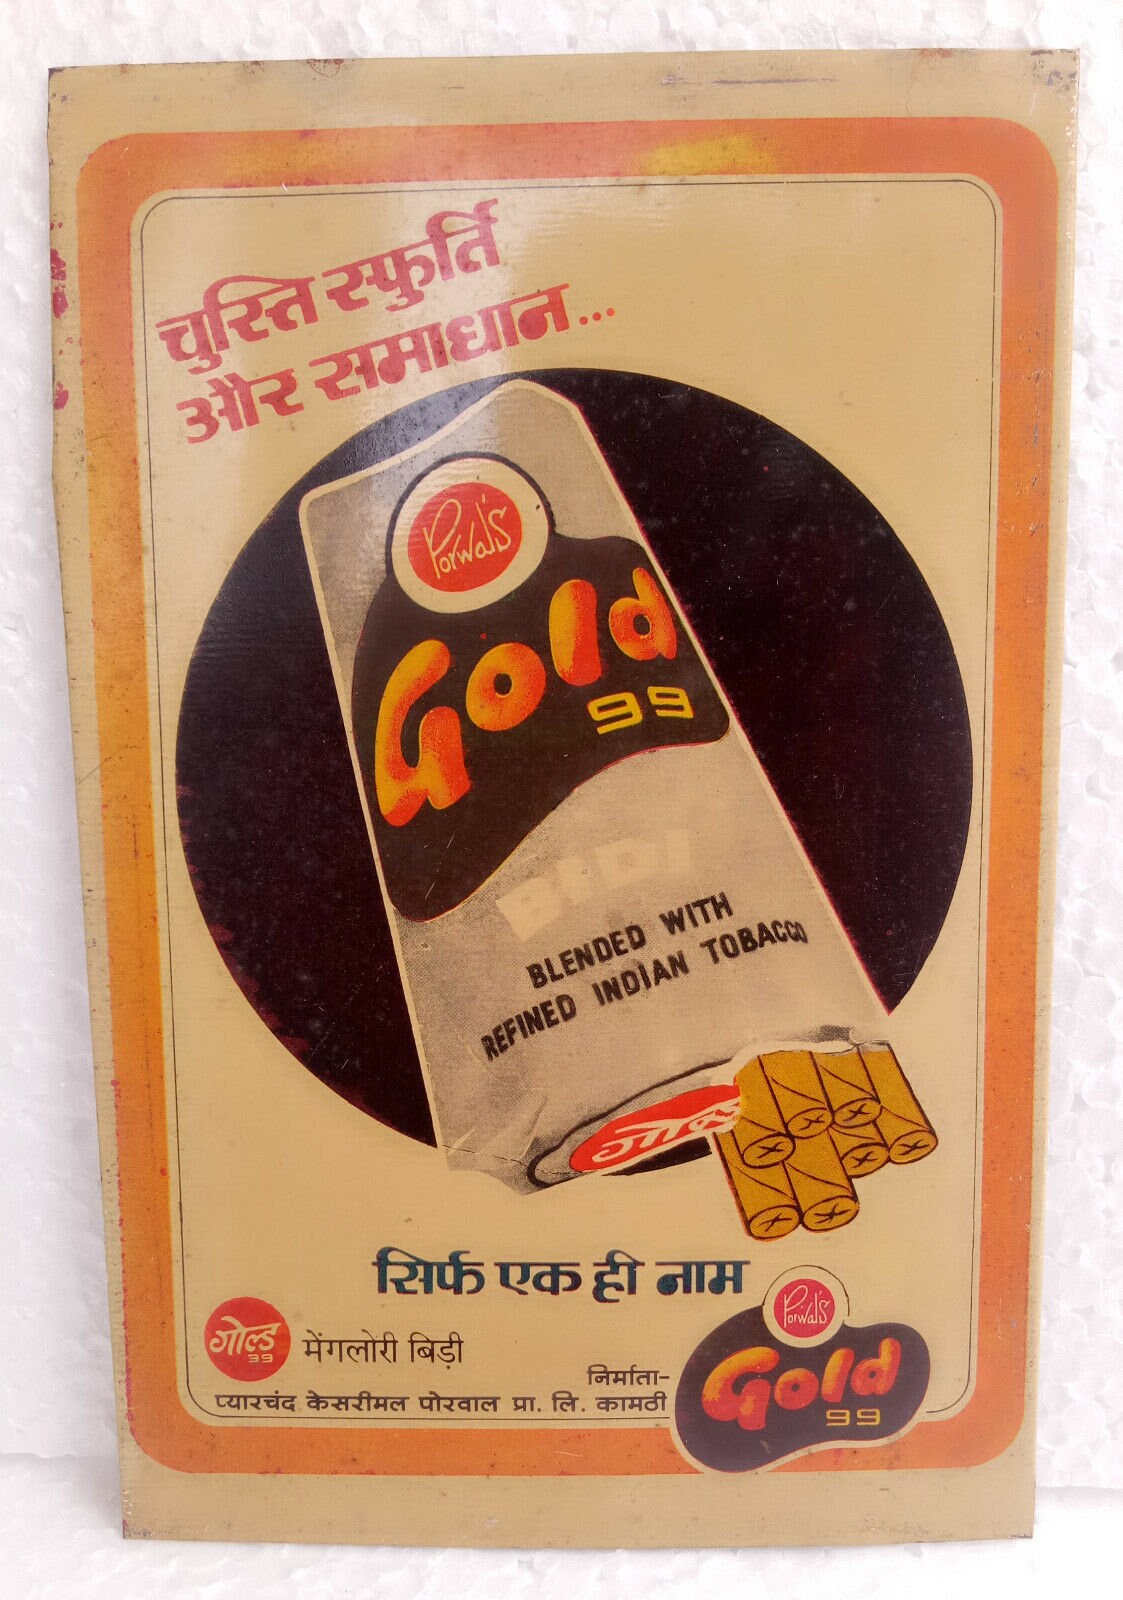 चुस्ति स्फुर्ति
और समाधान...
Porwal's
Gold
99
BIDI
BLENDED WITH
REFINED INDIAN TOBACCO
गोल्ड
सिर्फ एक ही नाम
गोल्ड
99
मेंगलोरी बिड़ी
निर्माता-
प्यारचंद केसरीमल पोरवाल प्रा. लि. कामठी
Porwal's
Gold
99